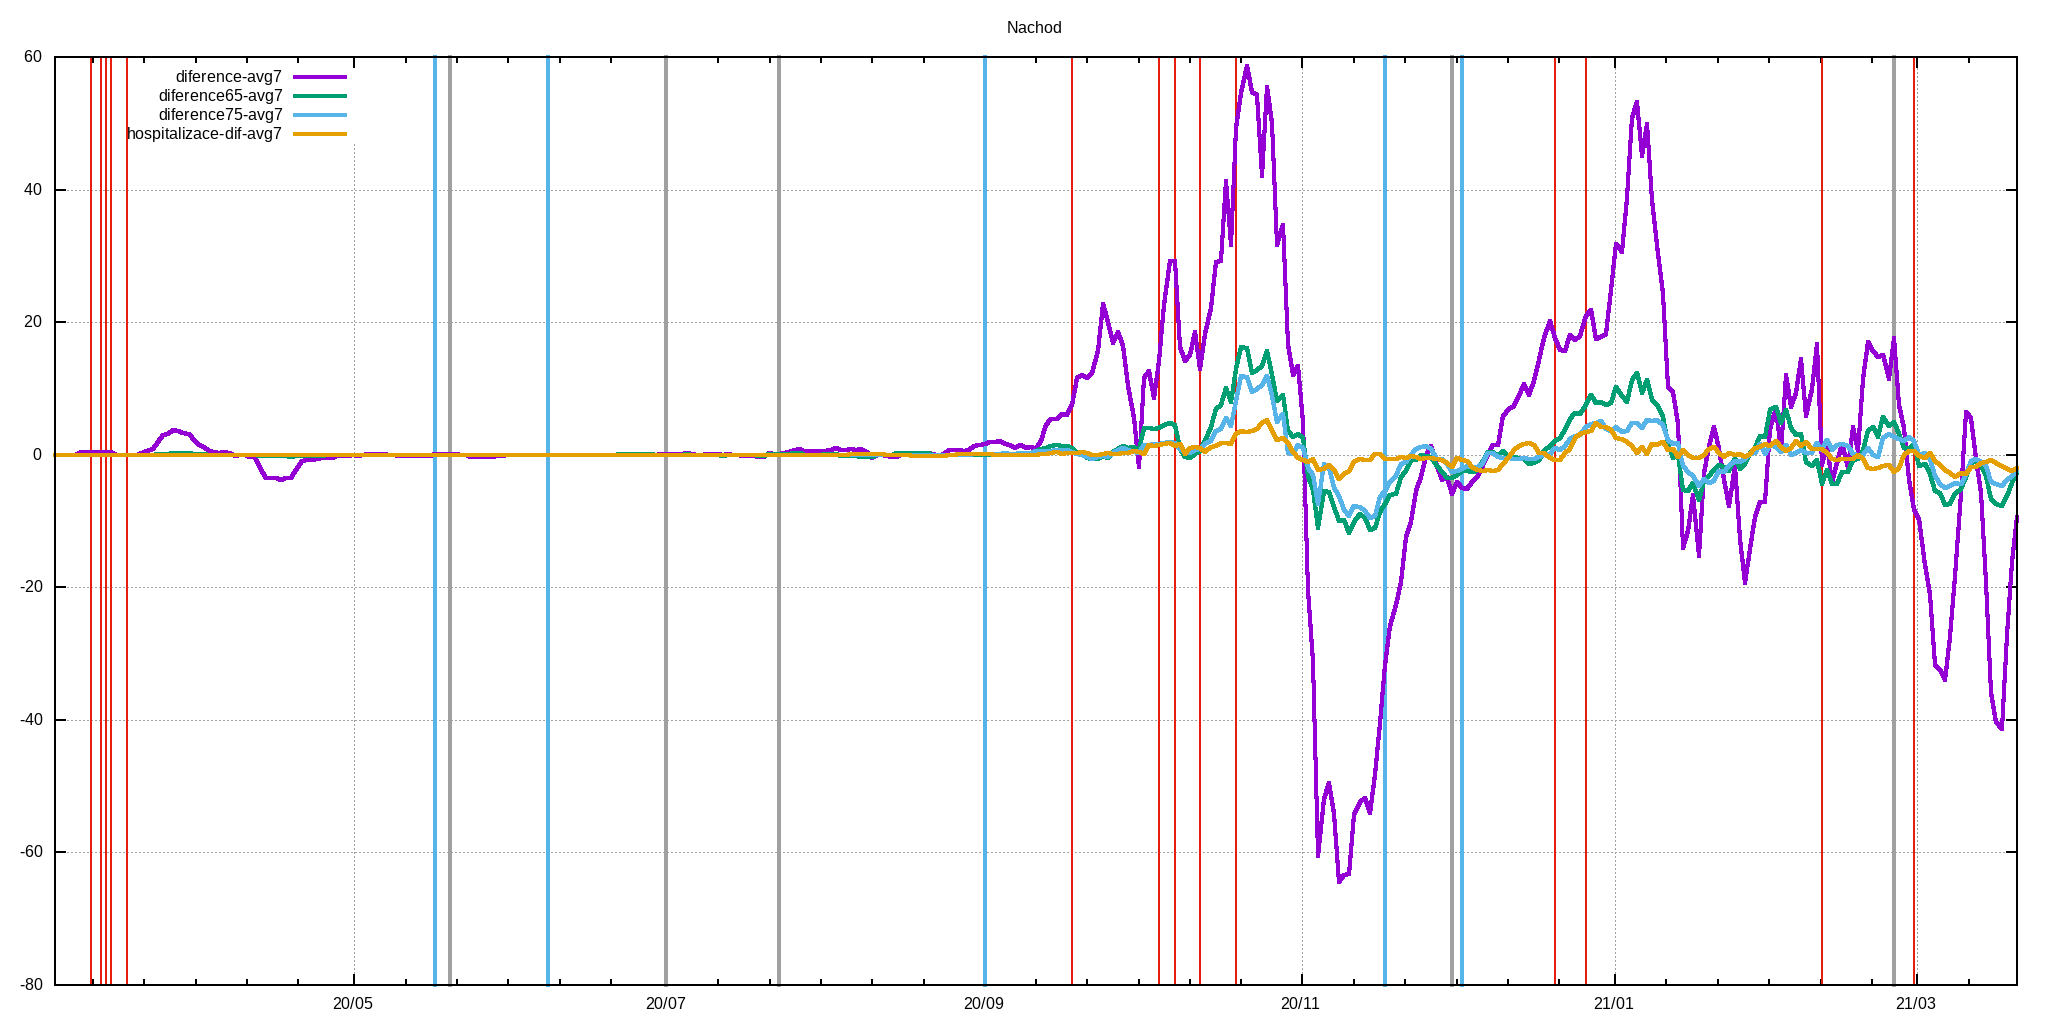 Nachod
60
diference-avg7
diference65-avg7
diference75-avg7
hospitalizace-dif-avg7
40
20
0
-20
-40
-60
-80
20/05 20/07 20/09 20/11 21/01 21/03